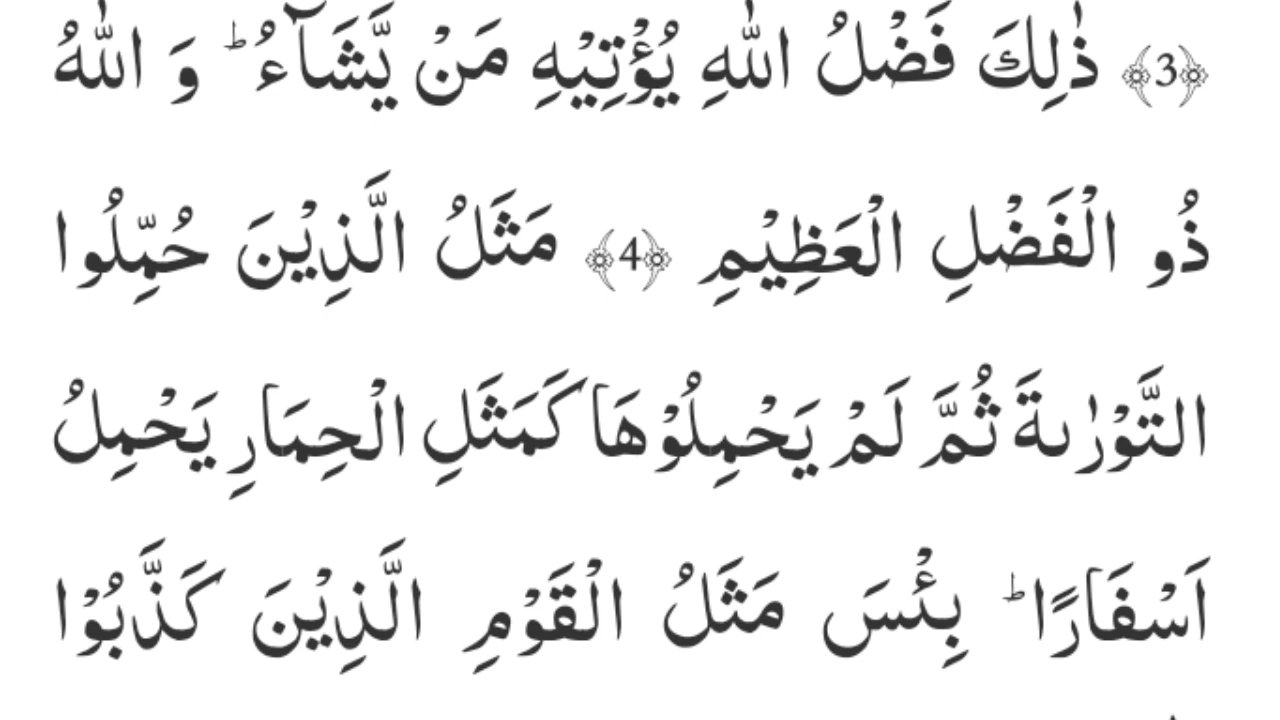 ﴿3﴾ ذٰلِكَ فَضْلُ اللّٰهِ يُؤْتِيْهِ مَنْ يَّشَآءُ ؕ وَ اللّٰهُ
ذُو الْفَضْلِ الْعَظِيْمِ ﴿4﴾ مَثَلُ الَّذِيْنَ حُمِّلُوا
التَّوْرٰىةَ ثُمَّ لَمْ يَحْمِلُوْهَا كَمَثَلِ الْحِمَارِ يَحْمِلُ
اَسْفَارًا ؕ بِئْسَ مَثَلُ الْقَوْمِ الَّذِيْنَ كَذَّبُوْا